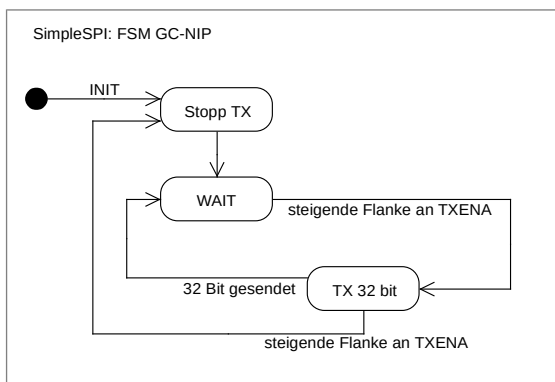 SimpleSPI: FSM GC-NIP
INIT
Stopp TX
WAIT
steigende Flanke an TXENA
32 Bit gesendet
TX 32 bit
steigende Flanke an TXENA